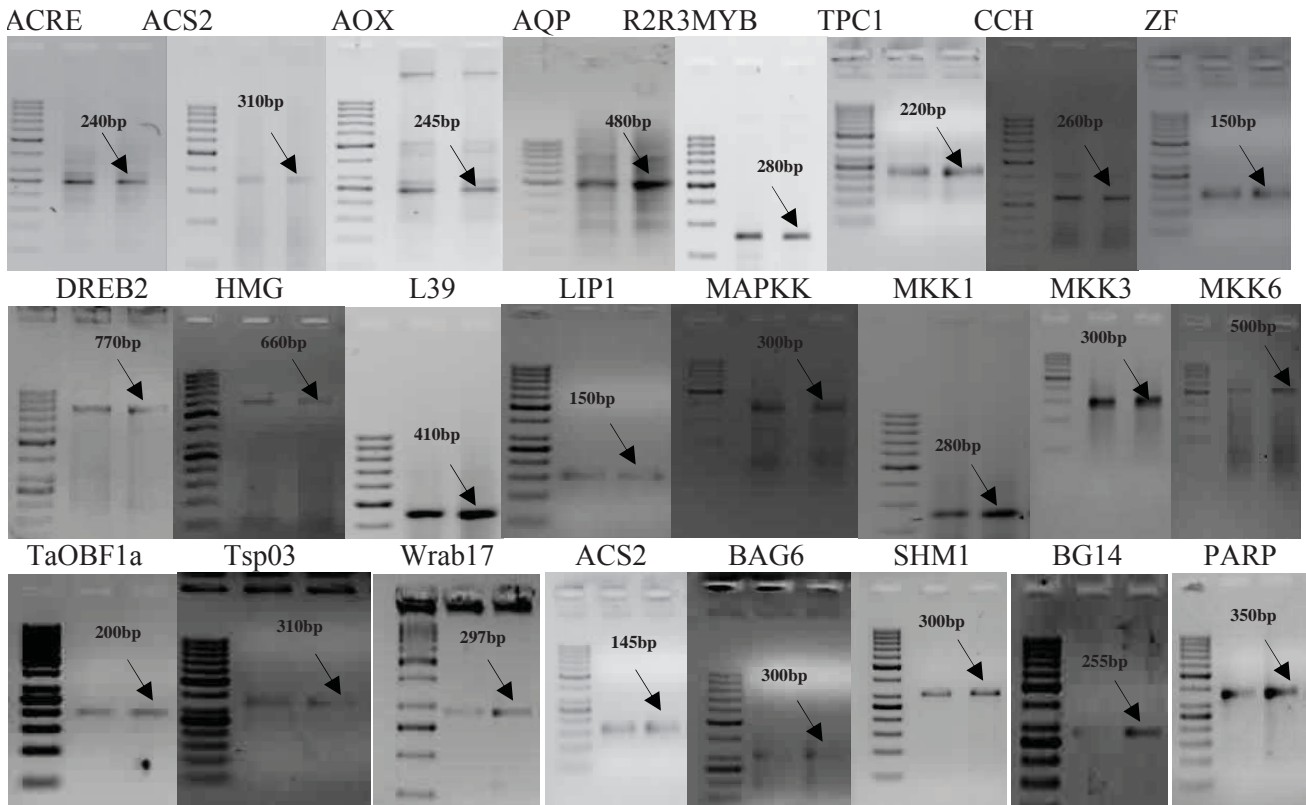 ACRE ACS2 AOX AQP R2R3MYB TPC1 CCH ZF
240bp 310bp 245bp 480bp 280bp 220bp 260bp 150bp
DREB2 HMG L39 LIP1 MAPKK MKK1 MKK3 MKK6
770bp 660bp 410bp 150bp 300bp 280bp 300bp 500bp
TaOBF1a Tsp03 Wrab17 ACS2 BAG6 SHM1 BG14 PARP
200bp 310bp 297bp 145bp 300bp 300bp 255bp 350bp